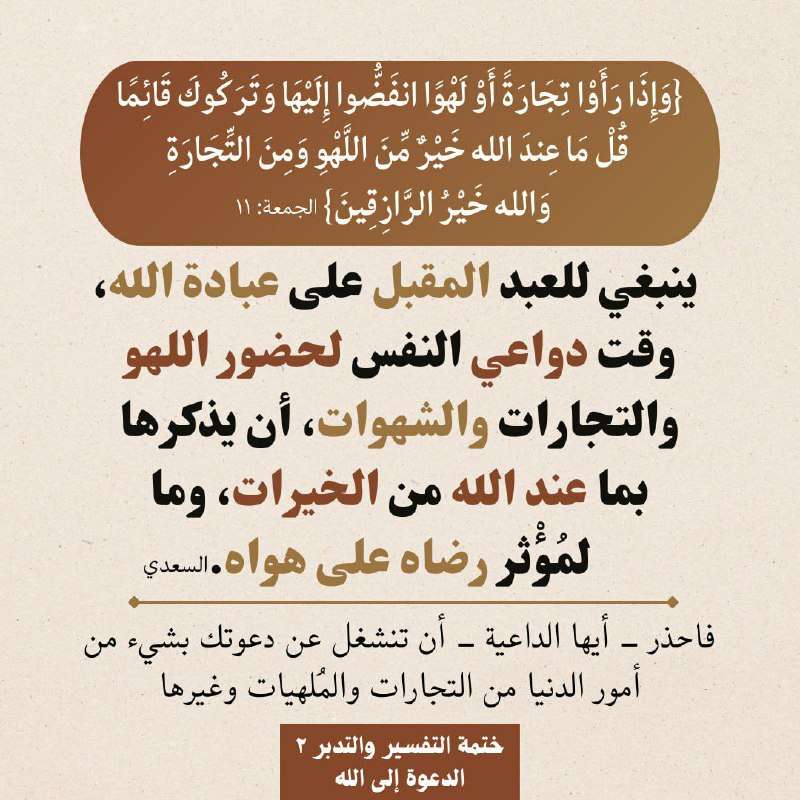 {وَإِذَا رَأَوْا تِجَارَةً أَوْ لَهْوًا انفَضُّوا إِلَيْهَا وَتَرَكُوكَ قَائِمًا
قُلْ مَا عِندَ الله خَيْرٌ مِّنَ اللَّهْوِ وَمِنَ التِّجَارَةِ
وَالله خَيْرُ الرَّازِقِينَ} الجمعة: ١١
ينبغي للعبد المقبل على عبادة الله،
وقت دواعي النفس لحضور اللهو
والتجارات والشهوات، أن يذكرها
بما عند الله من الخيرات، وما
لمُؤْثر رضاه على هواه. السعدي
فاحذر – أيها الداعية – أن تنشغل عن دعوتك بشيء من
أمور الدنيا من التجارات والمُلهيات وغيرها
ختمة التفسير والتدبر ٢
الدعوة إلى الله